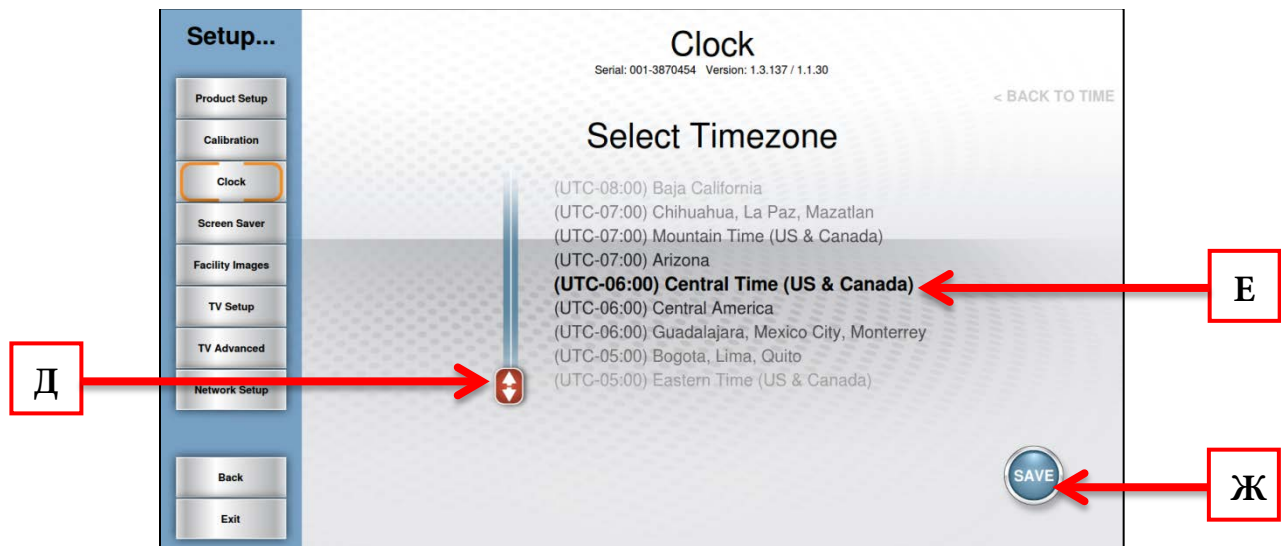 Setup...
Product Setup
Calibration
Clock
Screen Saver
Facility Images
TV Setup
TV Advanced
Network Setup
Back
Exit
Clock
Serial: 001-3870454 Version: 1.3.137 / 1.1.30
< BACK TO TIME
Select Timezone
(UTC-08:00) Baja California
(UTC-07:00) Chihuahua, La Paz, Mazatlan
(UTC-07:00) Mountain Time (US & Canada)
(UTC-07:00) Arizona
(UTC-06:00) Central Time (US & Canada)
(UTC-06:00) Central America
(UTC-06:00) Guadalajara, Mexico City, Monterrey
(UTC-05:00) Bogota, Lima, Quito
(UTC-05:00) Eastern Time (US & Canada)
SAVE
Д
Е
Ж